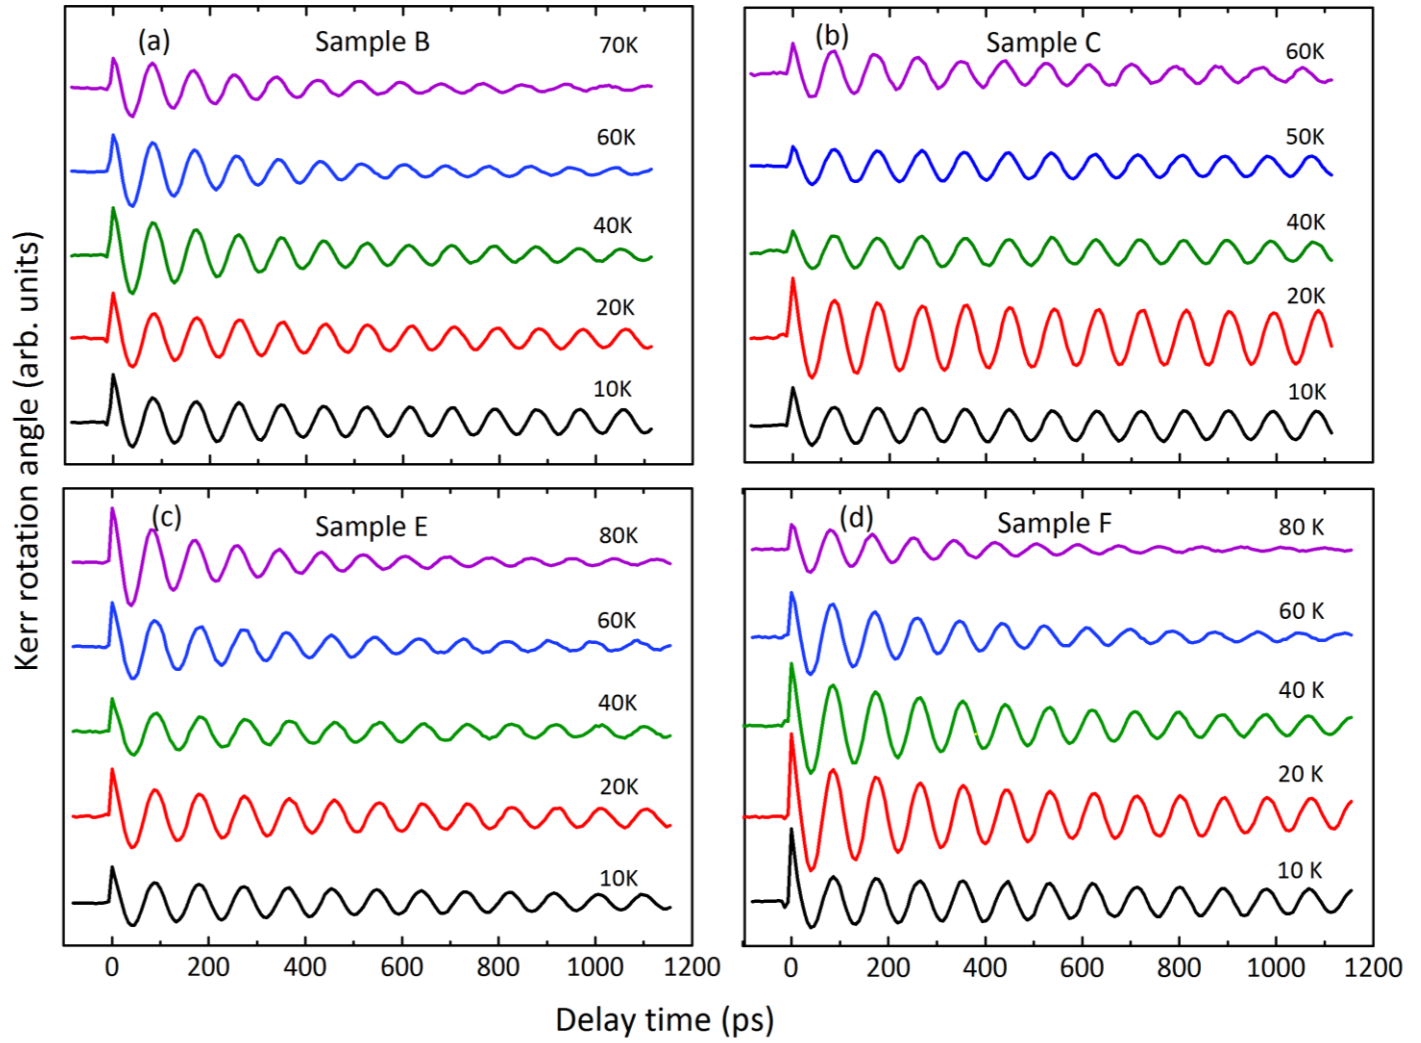 Kerr rotation angle (arb. units)
(a)
Sample B
70K
60K
40K
20K
10K
(b)
Sample C
60K
50K
40K
20K
10K
(c)
Sample E
80K
60K
40K
20K
10K
0 200 400 600 800 1000 1200
(d)
Sample F
80 K
60 K
40 K
20 K
10 K
0 200 400 600 800 1000 1200
Delay time (ps)